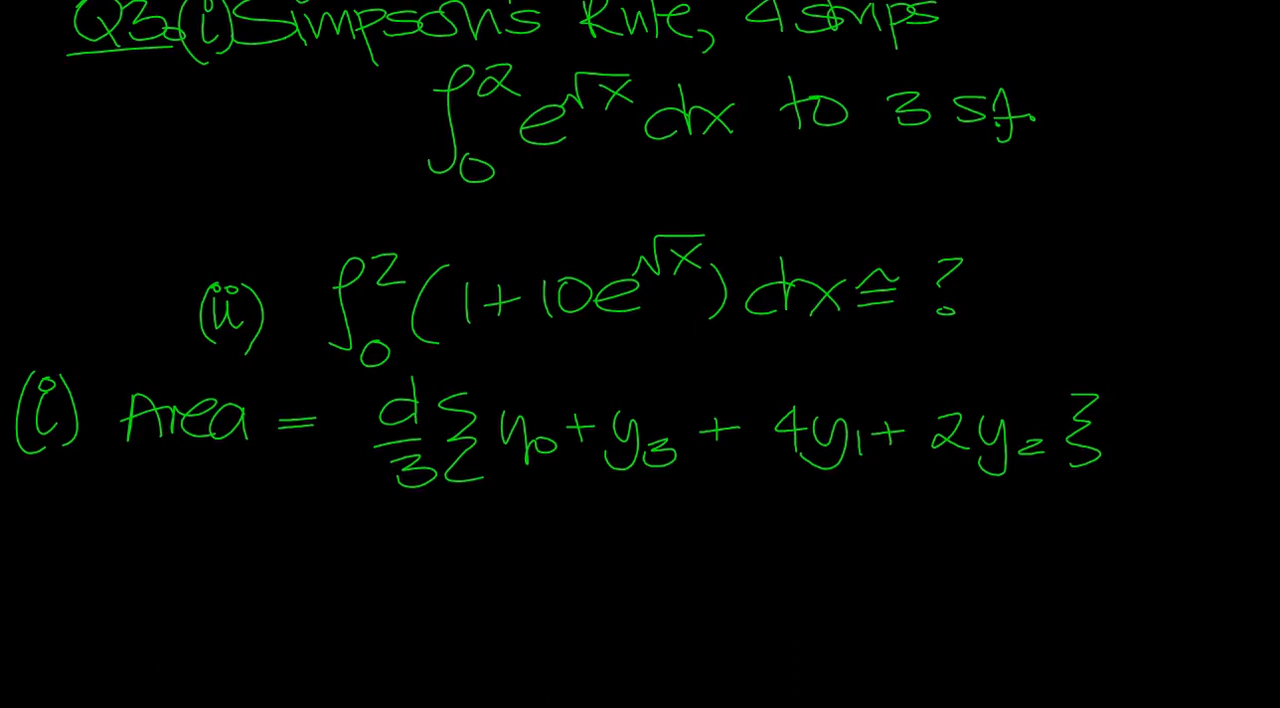 Q3.(i) Simpson's Rule, 4 strips
∫₀² e^√x dx to 3 s.f.
(ii) ∫₀² (1+10e^√x) dx ≅ ?
(i) Area = d/3 {y₀ + y₃ + 4y₁ + 2y₂}